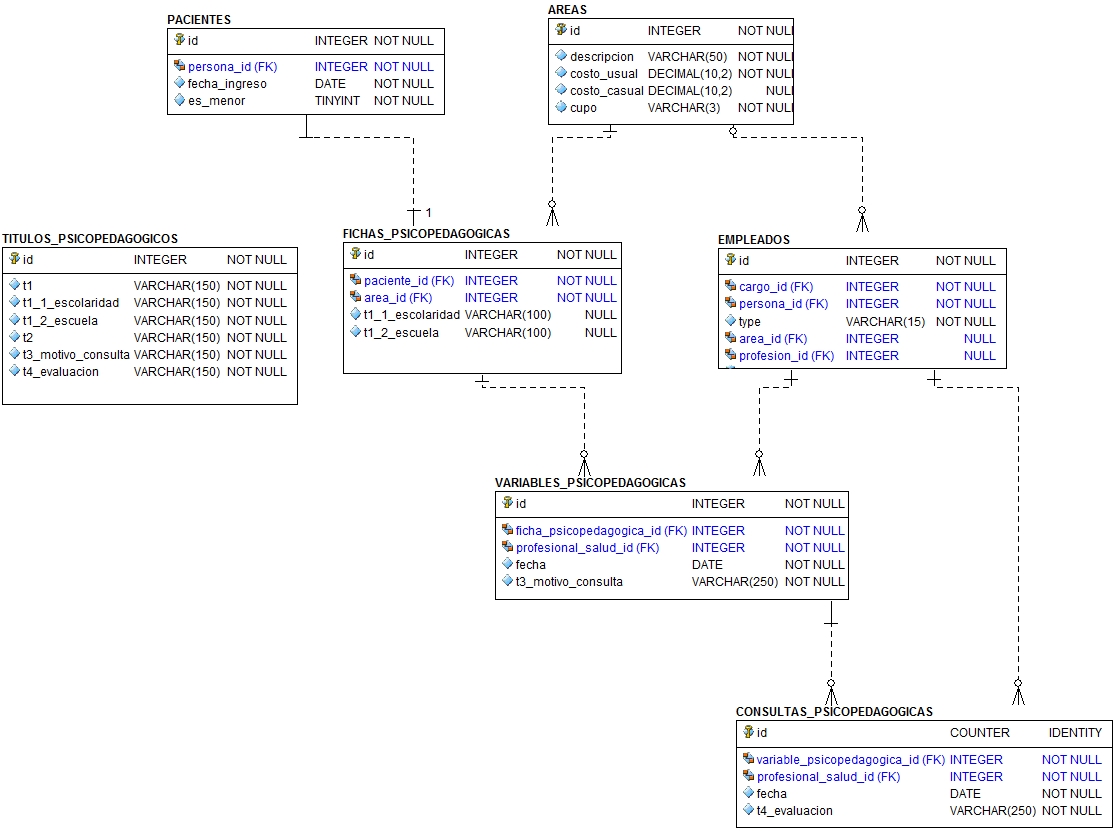 PACIENTES
id INTEGER NOT NULL
persona_id (FK) INTEGER NOT NULL
fecha_ingreso DATE NOT NULL
es_menor TINYINT NOT NULL
AREAS
id INTEGER NOT NULL
descripcion VARCHAR(50) NOT NULL
costo_usual DECIMAL(10,2) NOT NULL
costo_casual DECIMAL(10,2) NULL
cupo VARCHAR(3) NOT NULL
1
TITULOS_PSICOPEDAGOGICOS
id INTEGER NOT NULL
t1 VARCHAR(150) NOT NULL
t1_1_escolaridad VARCHAR(150) NOT NULL
t1_2_escuela VARCHAR(150) NOT NULL
t2 VARCHAR(150) NOT NULL
t3_motivo_consulta VARCHAR(150) NOT NULL
t4_evaluacion VARCHAR(150) NOT NULL
FICHAS_PSICOPEDAGOGICAS
id INTEGER NOT NULL
paciente_id (FK) INTEGER NOT NULL
area_id (FK) INTEGER NOT NULL
t1_1_escolaridad VARCHAR(100) NULL
t1_2_escuela VARCHAR(100) NULL
EMPLEADOS
id INTEGER NOT NULL
cargo_id (FK) INTEGER NOT NULL
persona_id (FK) INTEGER NOT NULL
type VARCHAR(15) NOT NULL
area_id (FK) INTEGER NULL
profesion_id (FK) INTEGER NULL
VARIABLES_PSICOPEDAGOGICAS
id INTEGER NOT NULL
ficha_psicopedagogica_id (FK) INTEGER NOT NULL
profesional_salud_id (FK) INTEGER NOT NULL
fecha DATE NOT NULL
t3_motivo_consulta VARCHAR(250) NOT NULL
CONSULTAS_PSICOPEDAGOGICAS
id COUNTER IDENTITY
variable_psicopedagogica_id (FK) INTEGER NOT NULL
profesional_salud_id (FK) INTEGER NOT NULL
fecha DATE NOT NULL
t4_evaluacion VARCHAR(250) NOT NULL